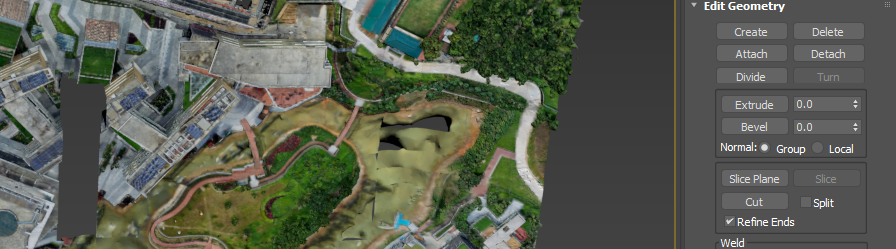 Edit Geometry
Create Delete
Attach Detach
Divide Turn
Extrude 0.0
Bevel 0.0
Normal: Group Local
Slice Plane Slice
Cut Split
Refine Ends
Weld